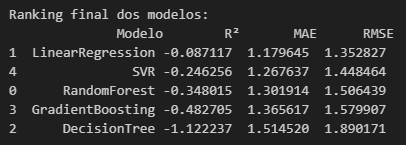 Ranking final dos modelos:
Modelo R² MAE RMSE
1 LinearRegression -0.087117 1.179645 1.352827
4 SVR -0.246256 1.267637 1.448464
0 RandomForest -0.348015 1.301914 1.506439
3 GradientBoosting -0.482705 1.365617 1.579907
2 DecisionTree -1.122237 1.514520 1.890171